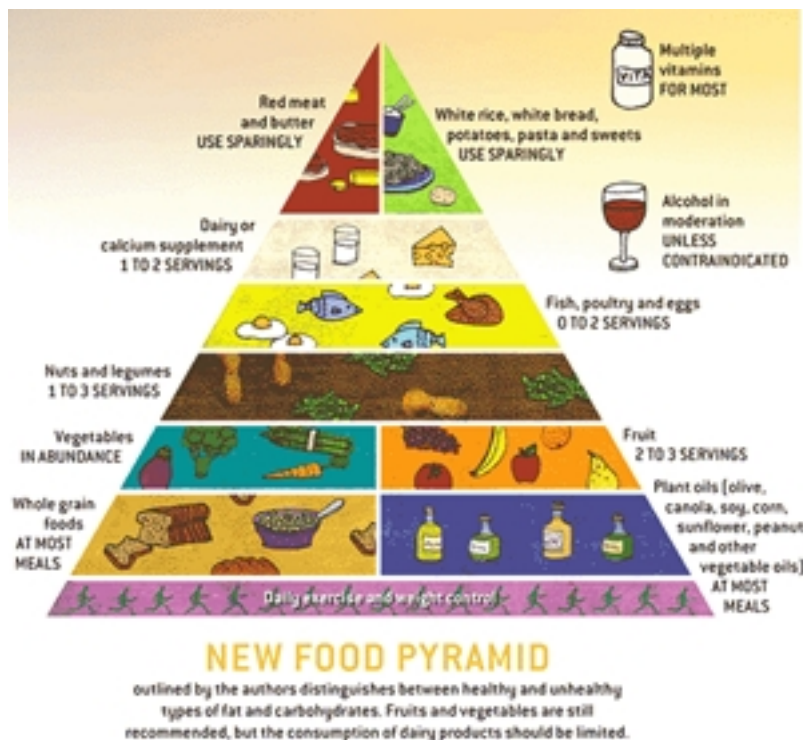 Multiple
vitamins
FOR MOST
VITA
Red meat
and butter
USE SPARINGLY
White rice, white bread,
potatoes, pasta and sweets
USE SPARINGLY
Alcohol in
moderation
UNLESS
CONTRAINDICATED
Dairy or
calcium supplement
1 TO 2 SERVINGS
Fish, poultry and eggs
0 TO 2 SERVINGS
Nuts and legumes
1 TO 3 SERVINGS
Vegetables
IN ABUNDANCE
Fruit
2 TO 3 SERVINGS
Whole grain
foods
AT MOST
MEALS
Plant oils [olive,
canola, soy, corn,
sunflower, peanut
and other
vegetable oils]
AT MOST
MEALS
Daily exercise and weight control
NEW FOOD PYRAMID
outlined by the authors distinguishes between healthy and unhealthy
types of fat and carbohydrates. Fruits and vegetables are still
recommended, but the consumption of dairy products should be limited.